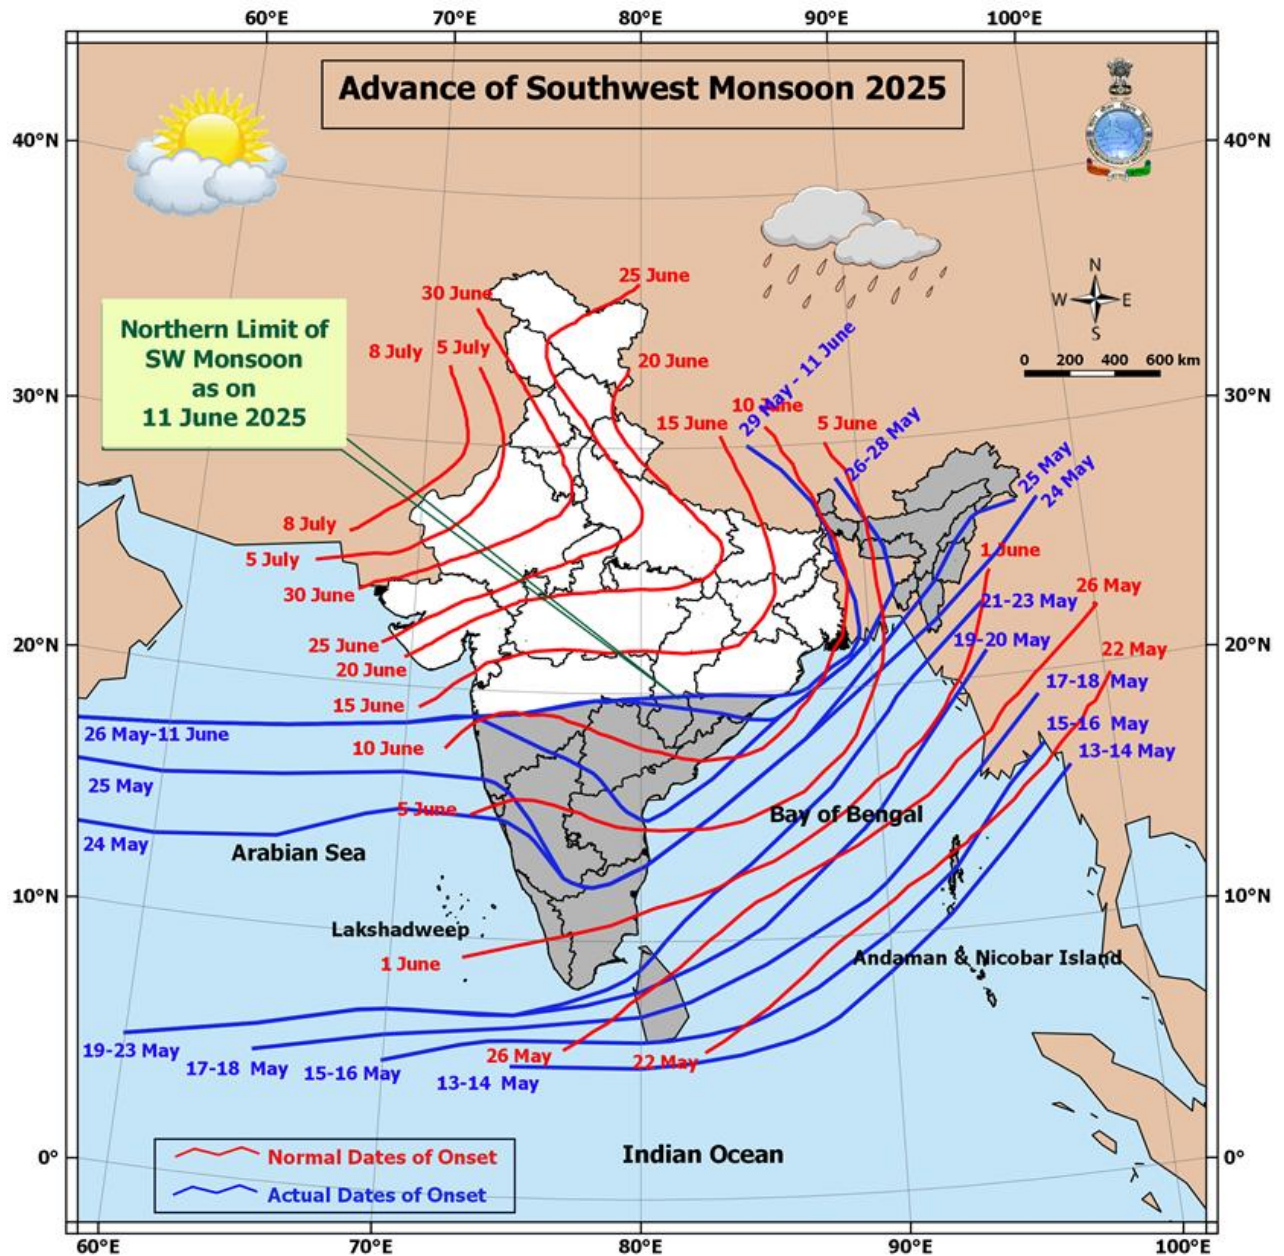 60°E 70°E 80°E 90°E 100°E
Advance of Southwest Monsoon 2025
40°N 40°N
N
W E
S
0 200 400 600 km
25 June
30 June
Northern Limit of
SW Monsoon
as on
11 June 2025
8 July 5 July
20 June
29 May - 11 June
30°N 30°N
10 June
15 June
5 June
26-28 May
25 May
24 May
8 July
5 July
1 June
30 June
26 May
21-23 May
19-20 May
25 June
20°N 20°N
22 May
20 June
17-18 May
15 June
15-16 May
26 May-11 June
10 June
13-14 May
25 May
5 June
Bay of Bengal
24 May
Arabian Sea
10°N 10°N
Lakshadweep
1 June
Andaman & Nicobar Island
19-23 May
17-18 May
15-16 May
13-14 May
26 May
22 May
0° 0°
Indian Ocean
Normal Dates of Onset
Actual Dates of Onset
60°E 70°E 80°E 90°E 100°E